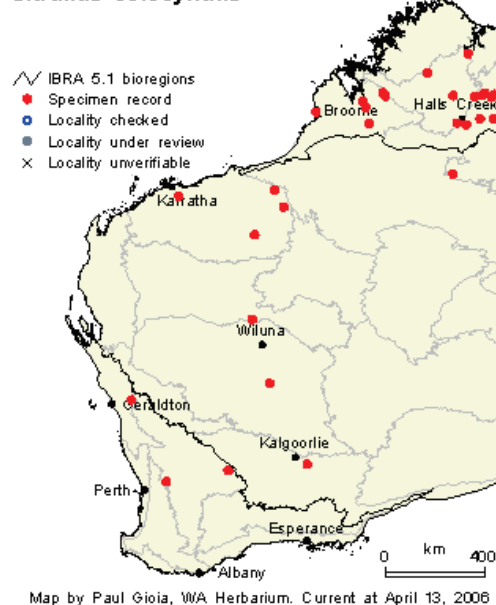 IBRA 5.1 bioregions
Specimen record
Locality checked
Locality under review
Locality unverifiable
Broome
Halls Creek
Karratha
Wiluna
Geraldton
Kalgoorlie
Perth
Esperance
Albany
0 km 400
Map by Paul Gioia, WA Herbarium. Current at April 13, 2006